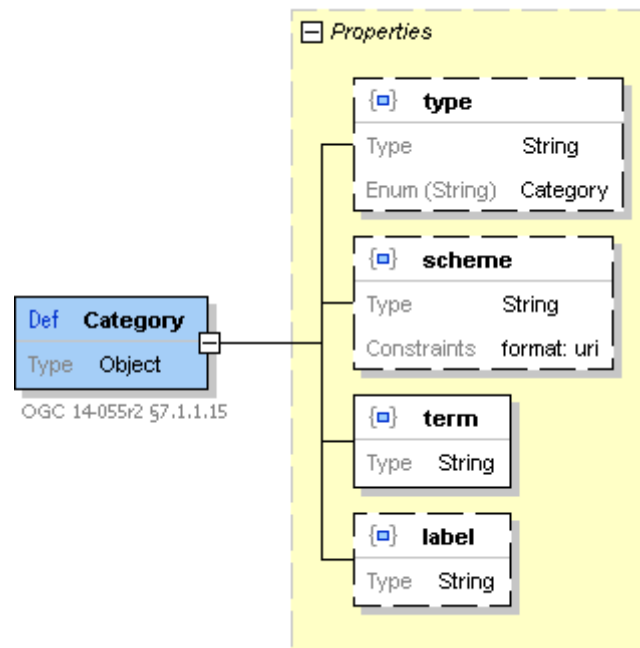 Properties
type
Type String
Enum (String) Category
scheme
Type String
Constraints format: uri
Def Category
Type Object
OGC 14-055r2 §7.1.1.15
term
Type String
label
Type String